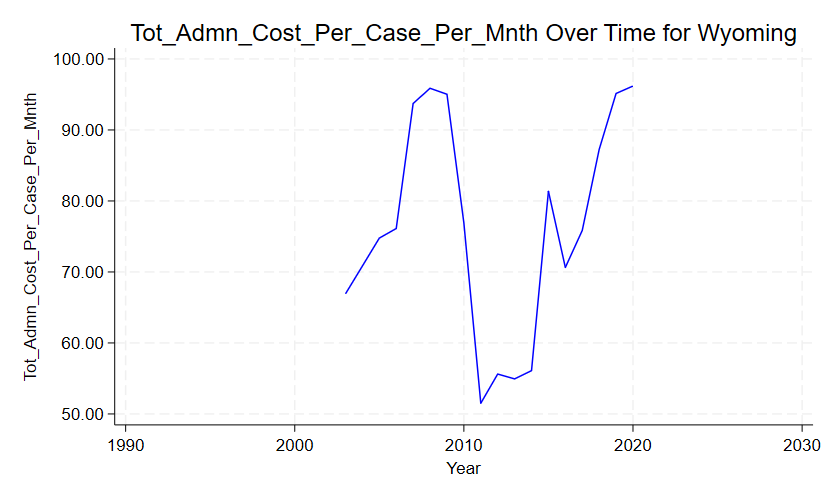 Tot_Admn_Cost_Per_Case_Per_Mnth Over Time for Wyoming
Tot_Admn_Cost_Per_Case_Per_Mnth
100.00
90.00
80.00
70.00
60.00
50.00
1990 2000 2010 2020 2030
Year